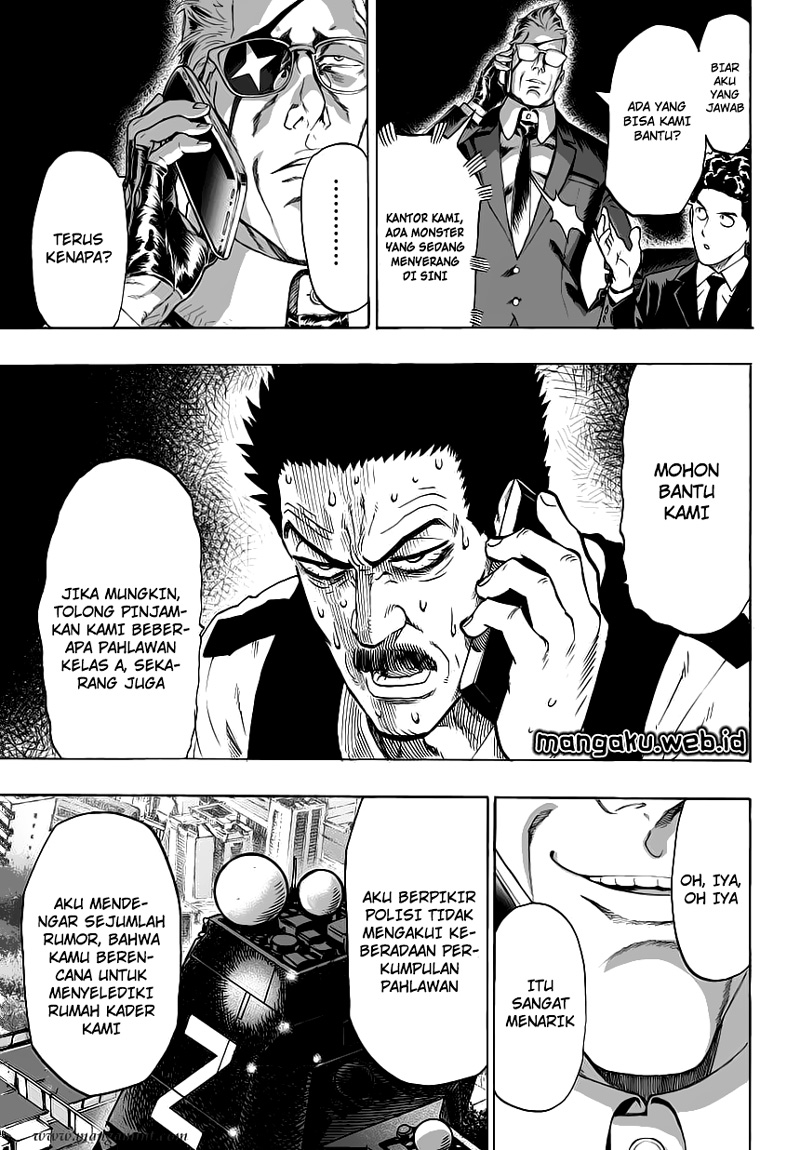 BIAR
AKU
YANG
JAWAB
ADA YANG
BISA KAMI
BANTU?
KANTOR KAMI,
ADA MONSTER
YANG SEDANG
MENYERANG
DI SINI
..........
TERUS
KENAPA?
MOHON
BANTU
KAMI
JIKA MUNGKIN,
TOLONG PINJAM-
KAN KAMI BEBER-
APA PAHLAWAN
KELAS A, SEKA-
RANG JUGA
mangaku.web.id
OH, IYA,
OH IYA
ITU
SANGAT
MENARIK
AKU BERPIKIR
POLISI TIDAK
MENGAKUI KE-
BERADAAN PER-
KUMPULAN
PAHLAWAN
AKU MENDE-
NGAR SEJUMLAH
RUMOR, BAHWA
KAMU BEREN-
CANA UNTUK
MENYELEDIKI
RUMAH KADER
KAMI
Z